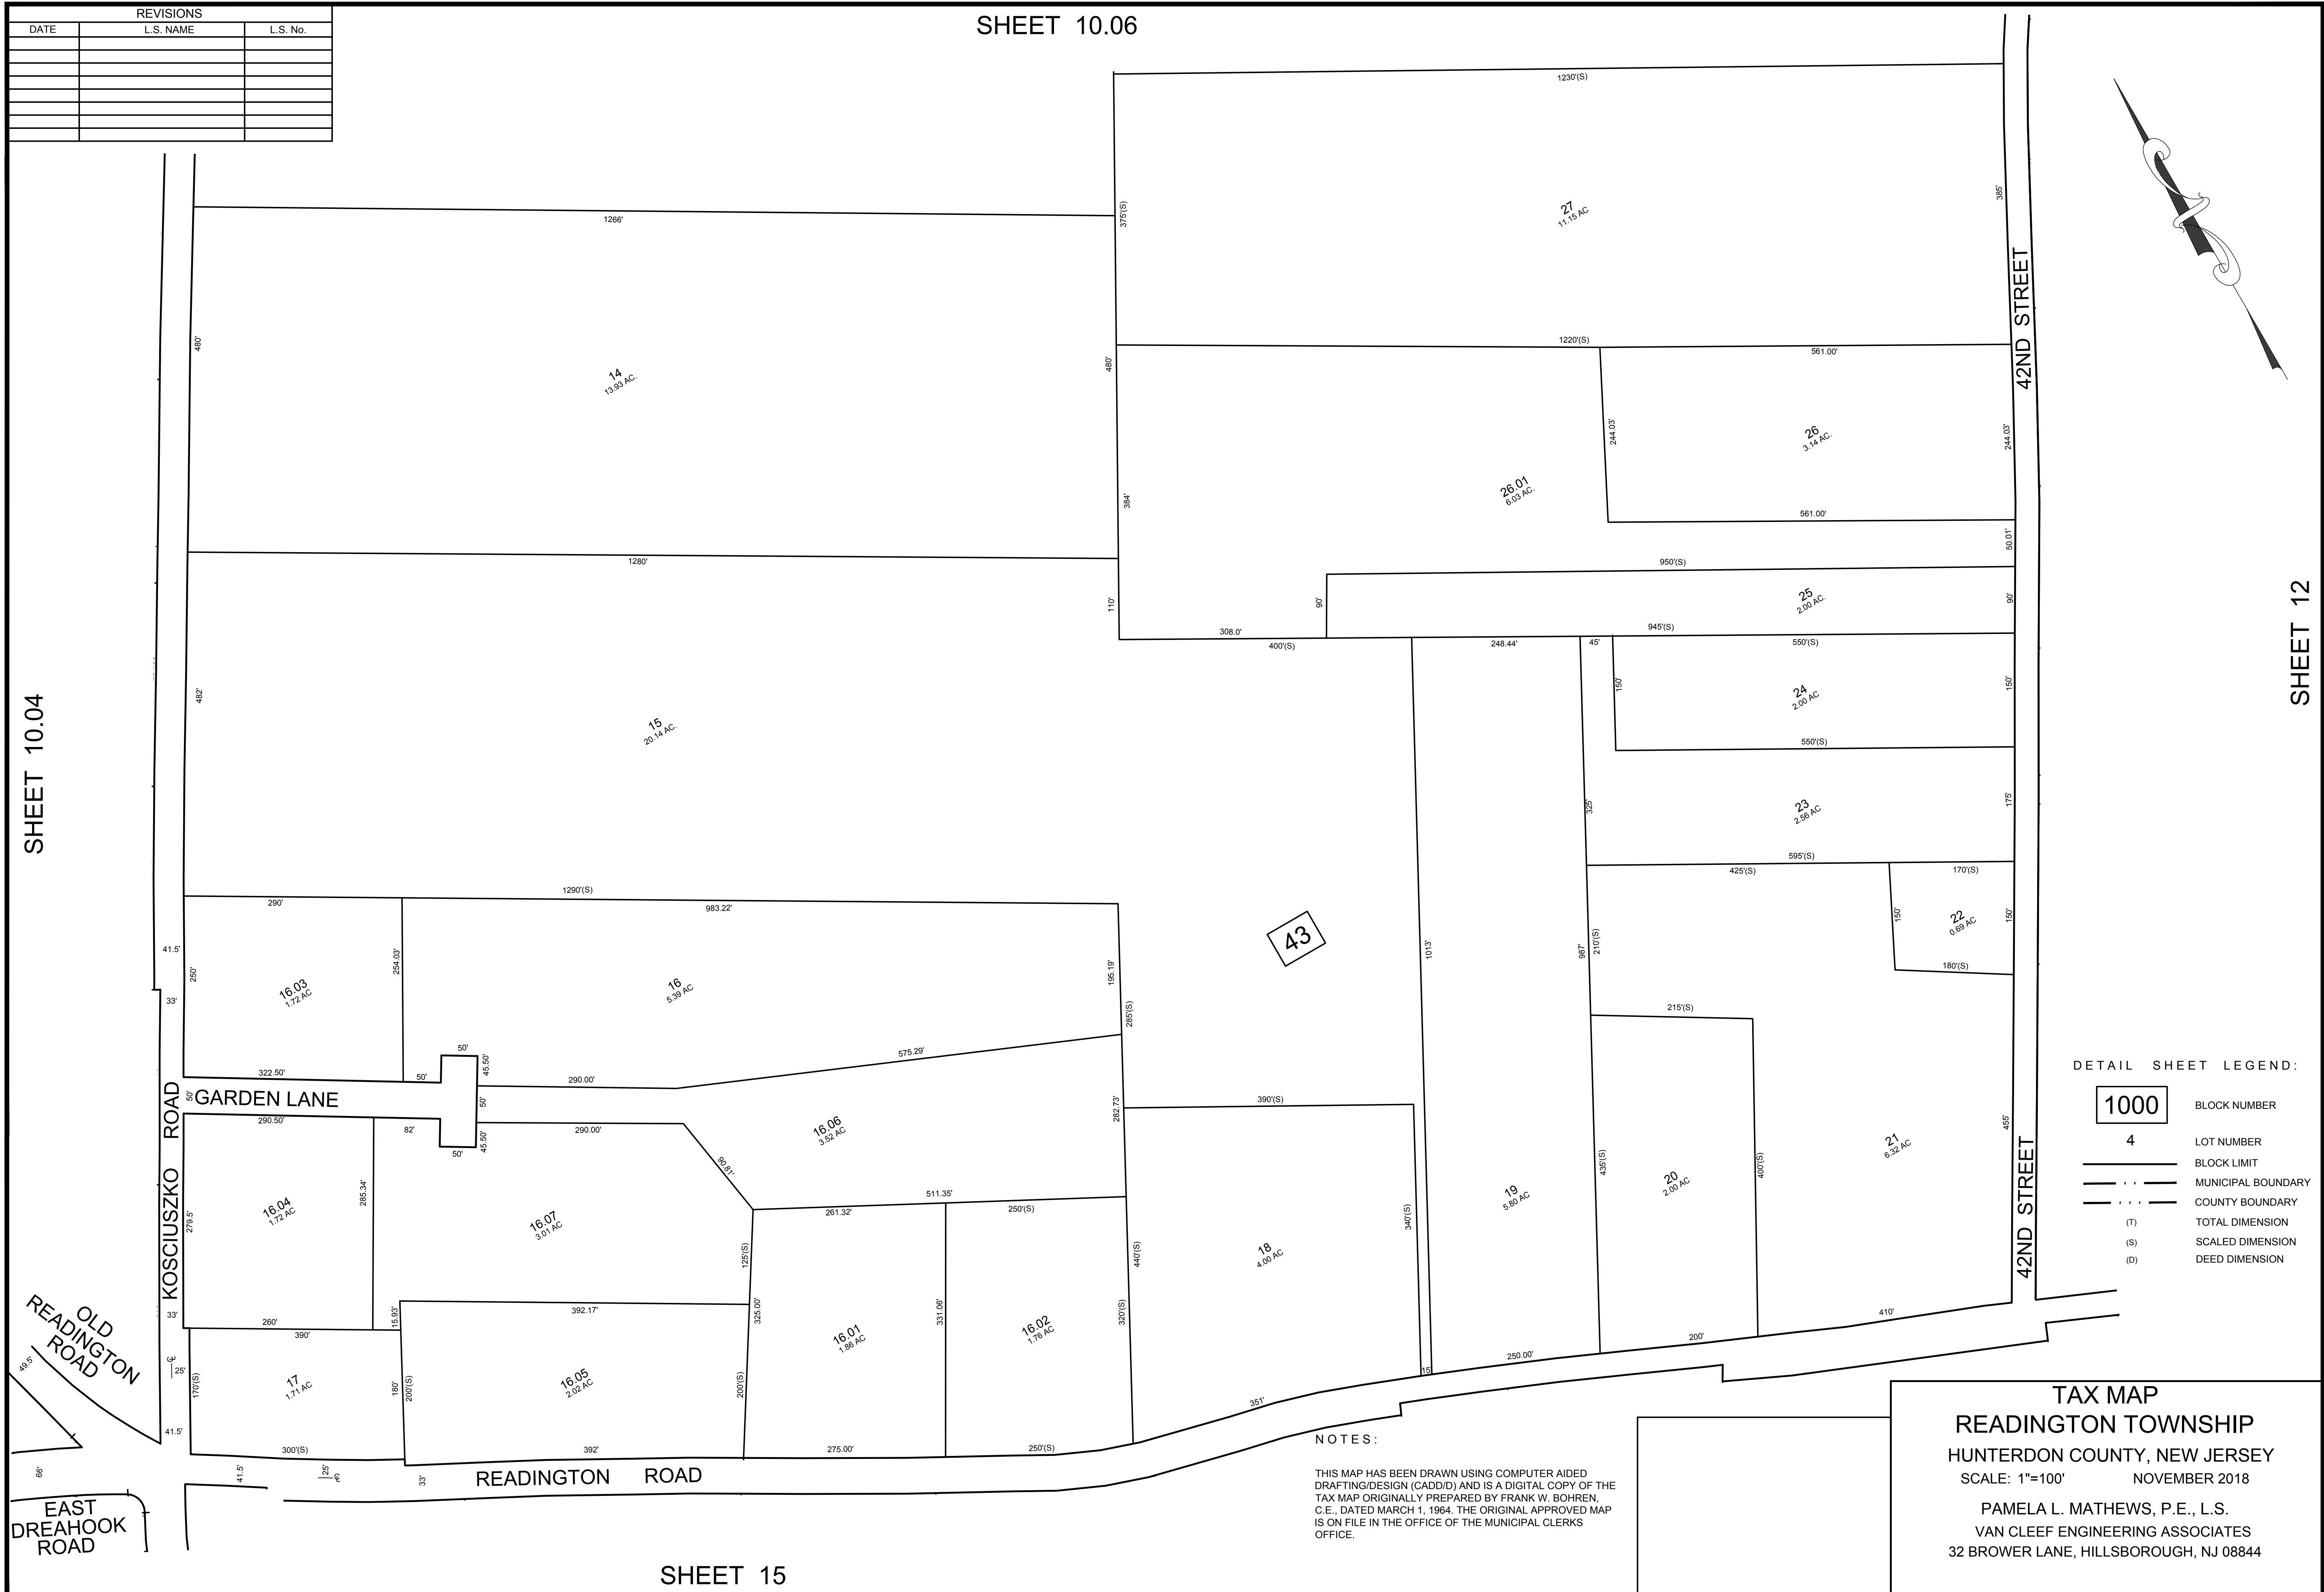 REVISIONS
DATE L.S. NAME L.S. No.
SHEET 10.06
SHEET 10.04
SHEET 12
SHEET 15
1230'(S)
375'(S)
27
11.15 AC
385'
42ND STREET
1266'
480'
14
13.93 AC.
480'
1220'(S)
561.00'
244.03'
26
3.14 AC.
244.03'
384'
26.01
6.03 AC.
561.00'
50.01'
1280'
110'
950'(S)
90'
25
2.00 AC.
90'
308.0'
945'(S)
400'(S)
248.44'
45'
550'(S)
482'
15
20.14 AC.
150'
24
2.00 AC
150'
550'(S)
325'
23
2.56 AC
175'
595'(S)
425'(S)
170'(S)
1290'(S)
290'
983.22'
150'
22
0.69 AC
150'
180'(S)
41.5'
250'
33'
16.03
1.72 AC
254.03'
16
5.39 AC
195.19'
285'(S)
43
1013'
987'
210'(S)
215'(S)
575.29'
50'
45.50'
322.50'
50'
290.00'
50'
GARDEN LANE
50'
290.50'
82'
290.00'
50'
45.50'
KOSCIUSZKO ROAD
282.73'
390'(S)
16.06
3.52 AC
90.81'
16.04
1.72 AC
279.5'
285.34'
16.07
3.01 AC
511.35'
261.32'
250'(S)
125'(S)
440'(S)
340'(S)
18
4.00 AC
19
5.80 AC
435'(S)
20
2.00 AC
400'(S)
21
6.32 AC
455'
42ND STREET
33'
260'
390'
15.93'
392.17'
325.00'
16.01
1.86 AC
331.06'
16.02
1.76 AC
320'(S)
OLD
READINGTON
ROAD
49.5'
℄
25'
170'(S)
17
1.71 AC
180'
200'(S)
16.05
2.02 AC
200'(S)
41.5'
300'(S)
392'
275.00'
250'(S)
351'
15'
250.00'
200'
410'
66'
41.5'
25'
℄
33'
READINGTON ROAD
EAST
DREAHOOK
ROAD
DETAIL SHEET LEGEND:
1000 BLOCK NUMBER
4 LOT NUMBER
BLOCK LIMIT
MUNICIPAL BOUNDARY
COUNTY BOUNDARY
(T) TOTAL DIMENSION
(S) SCALED DIMENSION
(D) DEED DIMENSION
NOTES:
THIS MAP HAS BEEN DRAWN USING COMPUTER AIDED
DRAFTING/DESIGN (CADD/D) AND IS A DIGITAL COPY OF THE
TAX MAP ORIGINALLY PREPARED BY FRANK W. BOHREN,
C.E., DATED MARCH 1, 1964. THE ORIGINAL APPROVED MAP
IS ON FILE IN THE OFFICE OF THE MUNICIPAL CLERKS
OFFICE.
TAX MAP
READINGTON TOWNSHIP
HUNTERDON COUNTY, NEW JERSEY
SCALE: 1"=100' NOVEMBER 2018
PAMELA L. MATHEWS, P.E., L.S.
VAN CLEEF ENGINEERING ASSOCIATES
32 BROWER LANE, HILLSBOROUGH, NJ 08844